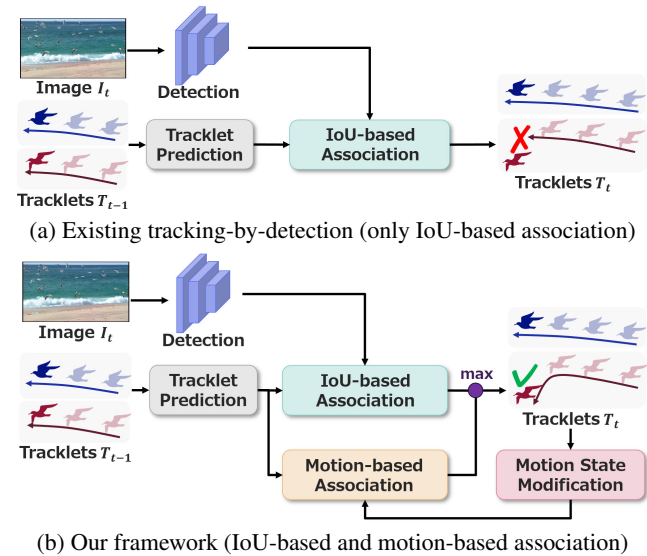 Image I_t
Detection
Tracklet
Prediction
IoU-based
Association
Tracklets T_{t-1}
Tracklets T_t
(a) Existing tracking-by-detection (only IoU-based association)
Image I_t
Detection
Tracklet
Prediction
IoU-based
Association
max
Tracklets T_{t-1}
Tracklets T_t
Motion-based
Association
Motion State
Modification
(b) Our framework (IoU-based and motion-based association)